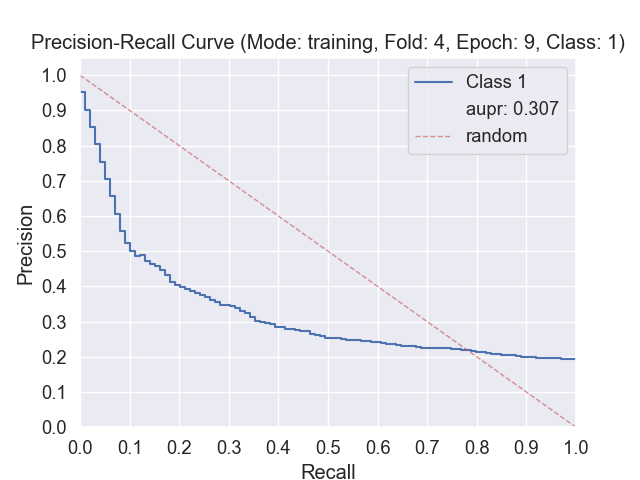 Precision-Recall Curve (Mode: training, Fold: 4, Epoch: 9, Class: 1)
Class 1
aupr: 0.307
random
Precision
1.0
0.9
0.8
0.7
0.6
0.5
0.4
0.3
0.2
0.1
0.0
0.0 0.1 0.2 0.3 0.4 0.5 0.6 0.7 0.8 0.9 1.0
Recall